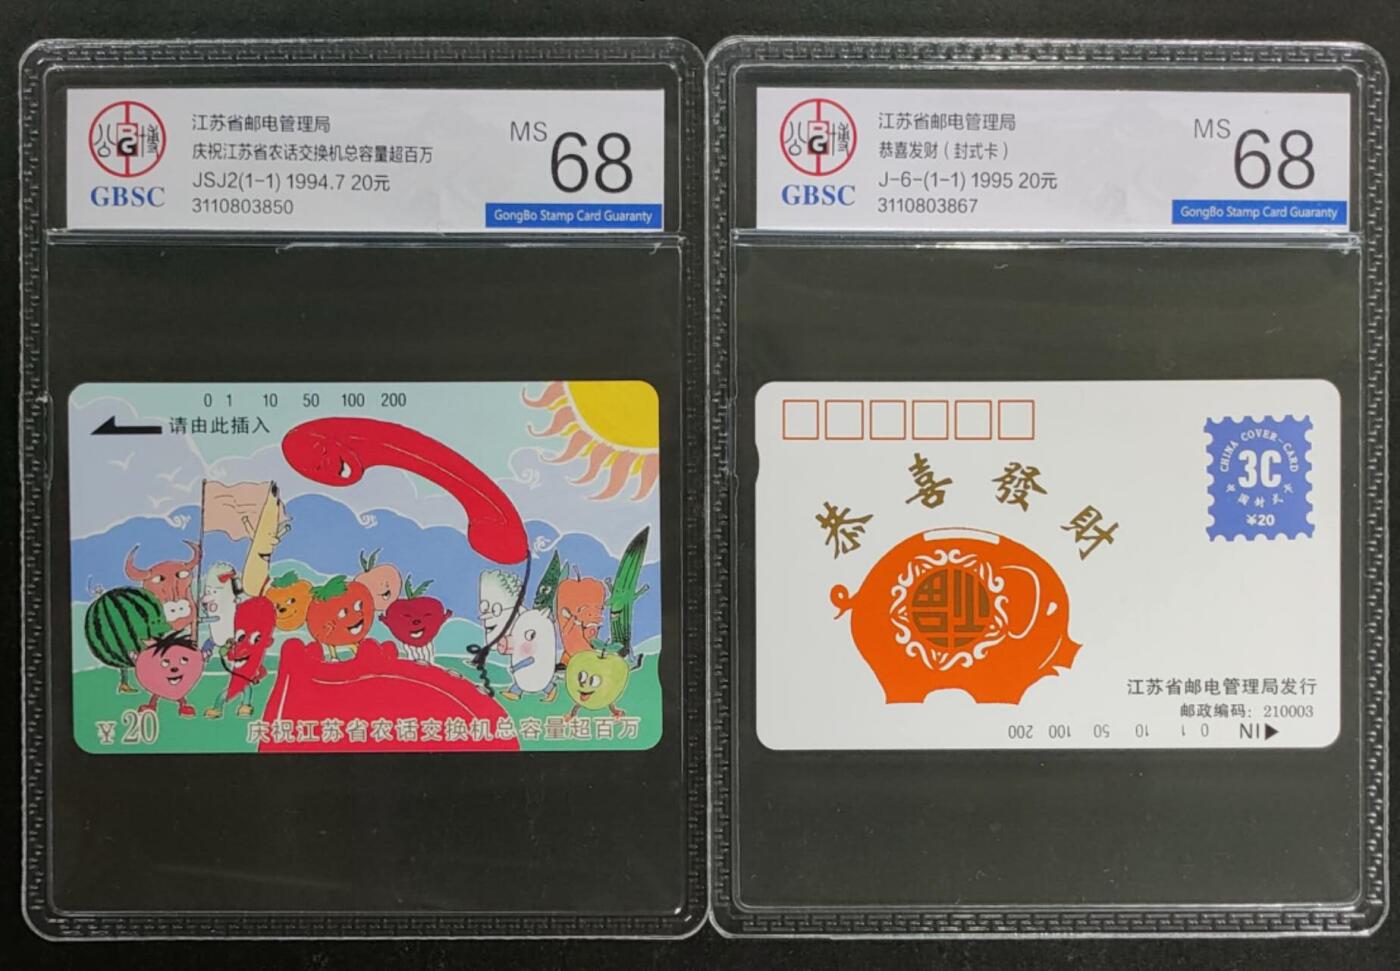 江苏省邮电管理局
庆祝江苏省农话交换机总容量超百万
JSJ2(1-1) 1994.7 20元
3110803850
GBSC
MS 68
GongBo Stamp Card Guaranty
0 1 10 50 100 200
请由此插入
¥20
庆祝江苏省农话交换机总容量超百万
江苏省邮电管理局
恭喜发财（封式卡）
J-6-(1-1) 1995 20元
3110803867
GBSC
MS 68
GongBo Stamp Card Guaranty
CHINA COVER-CARD
3C
中国封式卡
¥20
恭喜發財
江苏省邮电管理局发行
邮政编码：210003
IN 0 1 10 50 100 200